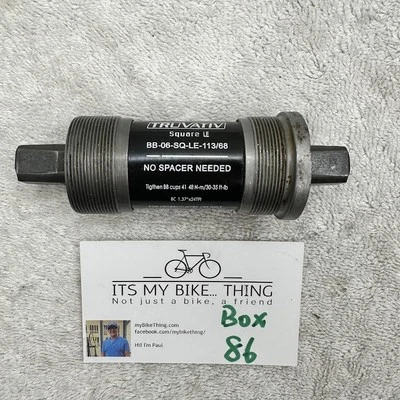 TRUVATIV
Square LE
BB-06-SQ-LE-113/68
NO SPACER NEEDED
Tigthen BB cups 41 48 N-m/30-35 ft-lb
BC 1.37"x24TPI
ITS MY BIKE... THING
Not just a bike, a friend
myBikeThing.com
facebook.com/mybikething/
Hi! I'm Paul
Box
86